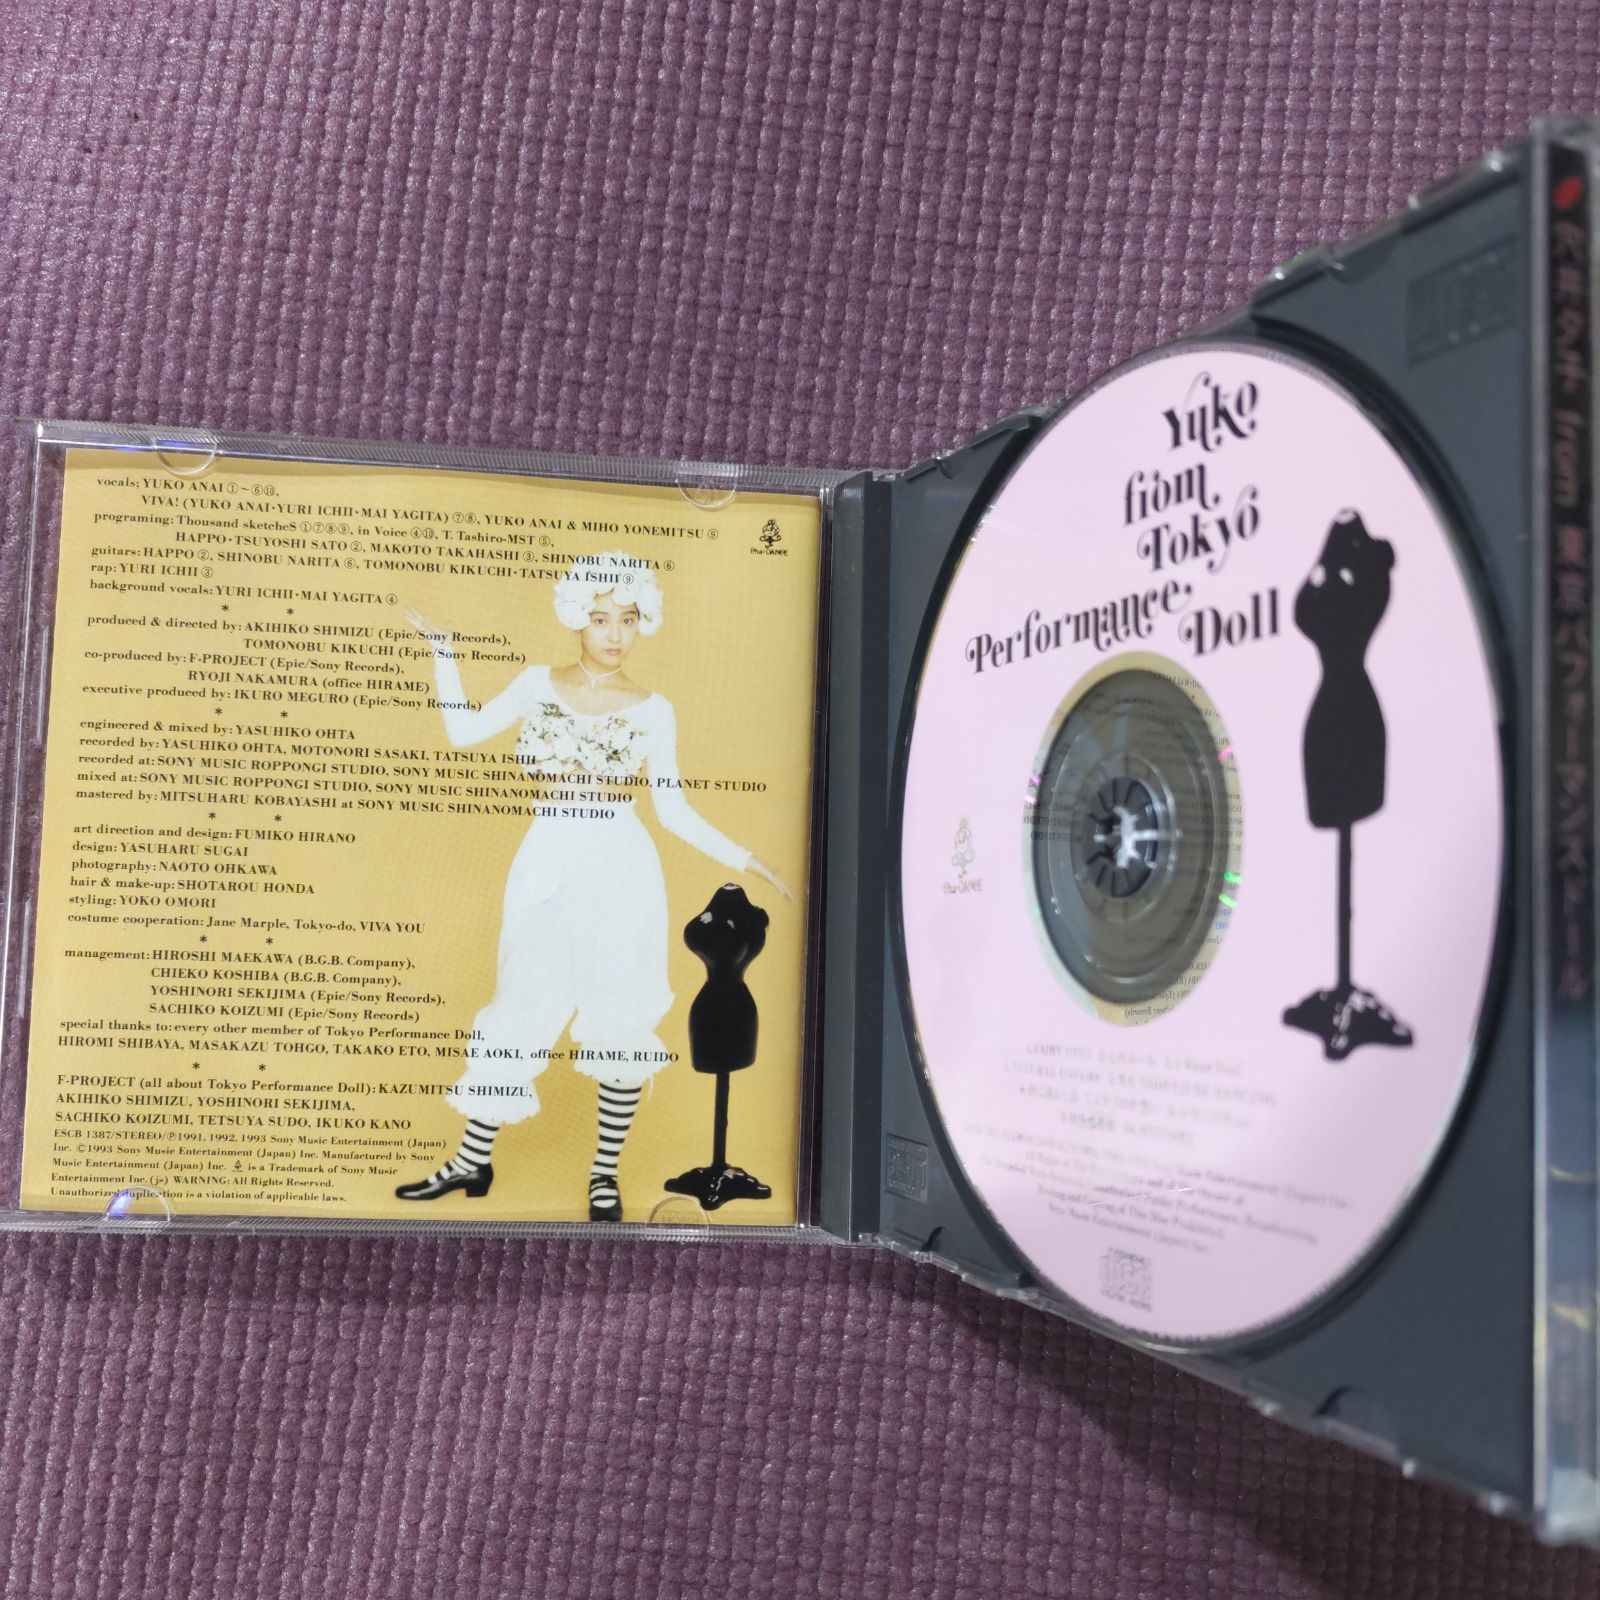 vocals; YUKO ANAI ①~⑥⑩,
VIVA! (YUKO ANAI・YURI ICHII・MAI YAGITA) ⑦⑧, YUKO ANAI & MIHO YONEMITSU ⑨
programing: Thousand sketcheS ①⑦⑧⑨, in Voice ④⑩, T. Tashiro-MST ⑤,
HAPPO・TSUYOSHI SATO ②, MAKOTO TAKAHASHI ③, SHINOBU NARITA ⑥
guitars: HAPPO ②, SHINOBU NARITA ⑥, TOMONOBU KIKUCHI・TATSUYA ISHII ⑨
rap: YURI ICHII ③
background vocals: YURI ICHII・MAI YAGITA ④
* *
produced & directed by: AKIHIKO SHIMIZU (Epic/Sony Records),
TOMONOBU KIKUCHI (Epic/Sony Records)
co-produced by: F-PROJECT (Epic/Sony Records),
RYOJI NAKAMURA (office HIRAME)
executive produced by: IKURO MEGURO (Epic/Sony Records)
* *
engineered & mixed by: YASUHIKO OHTA
recorded by: YASUHIKO OHTA, MOTONORI SASAKI, TATSUYA ISHII
recorded at: SONY MUSIC ROPPONGI STUDIO, SONY MUSIC SHINANOMACHI STUDIO, PLANET STUDIO
mixed at: SONY MUSIC ROPPONGI STUDIO, SONY MUSIC SHINANOMACHI STUDIO
mastered by: MITSUHARU KOBAYASHI at SONY MUSIC SHINANOMACHI STUDIO
* *
art direction and design: FUMIKO HIRANO
design: YASUHARU SUGAI
photography: NAOTO OHKAWA
hair & make-up: SHOTAROU HONDA
styling: YOKO OMORI
costume cooperation: Jane Marple, Tokyo-do, VIVA YOU
* *
management: HIROSHI MAEKAWA (B.G.B. Company),
CHIEKO KOSHIBA (B.G.B. Company),
YOSHINORI SEKIJIMA (Epic/Sony Records),
SACHIKO KOIZUMI (Epic/Sony Records)
special thanks to: every other member of Tokyo Performance Doll,
HIROMI SHIBAYA, MASAKAZU TOHGO, TAKAKO ETO, MISAE AOKI, office HIRAME, RUIDO
* *
F-PROJECT (all about Tokyo Performance Doll): KAZUMITSU SHIMIZU,
AKIHIKO SHIMIZU, YOSHINORI SEKIJIMA,
SACHIKO KOIZUMI, TETSUYA SUDO, IKUKO KANO
ESCB 1387/STEREO/Ⓟ1991, 1992, 1993 Sony Music Entertainment (Japan)
Inc. ©1993 Sony Music Entertainment (Japan) Inc. Manufactured by Sony
Music Entertainment (Japan) Inc. is a Trademark of Sony Music
Entertainment Inc. (js) WARNING: All Rights Reserved.
Unauthorized duplication is a violation of applicable laws.
Cha-DANCE
Yuko
from
Tokyo
Performance
Doll
Cha-DANCE
穴井夕子 from 東京パフォーマンスドール